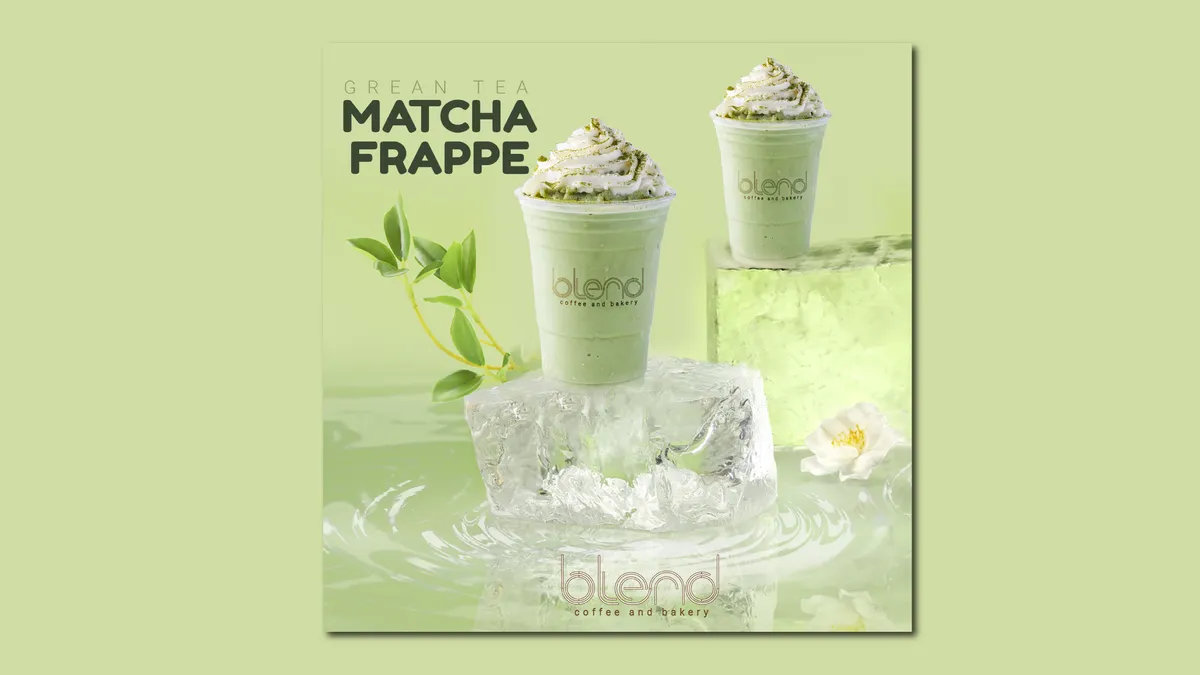 GREAN TEA
MATCHA
FRAPPE
blend
coffee and bakery
blend
coffee and bakery
blend
coffee and bakery